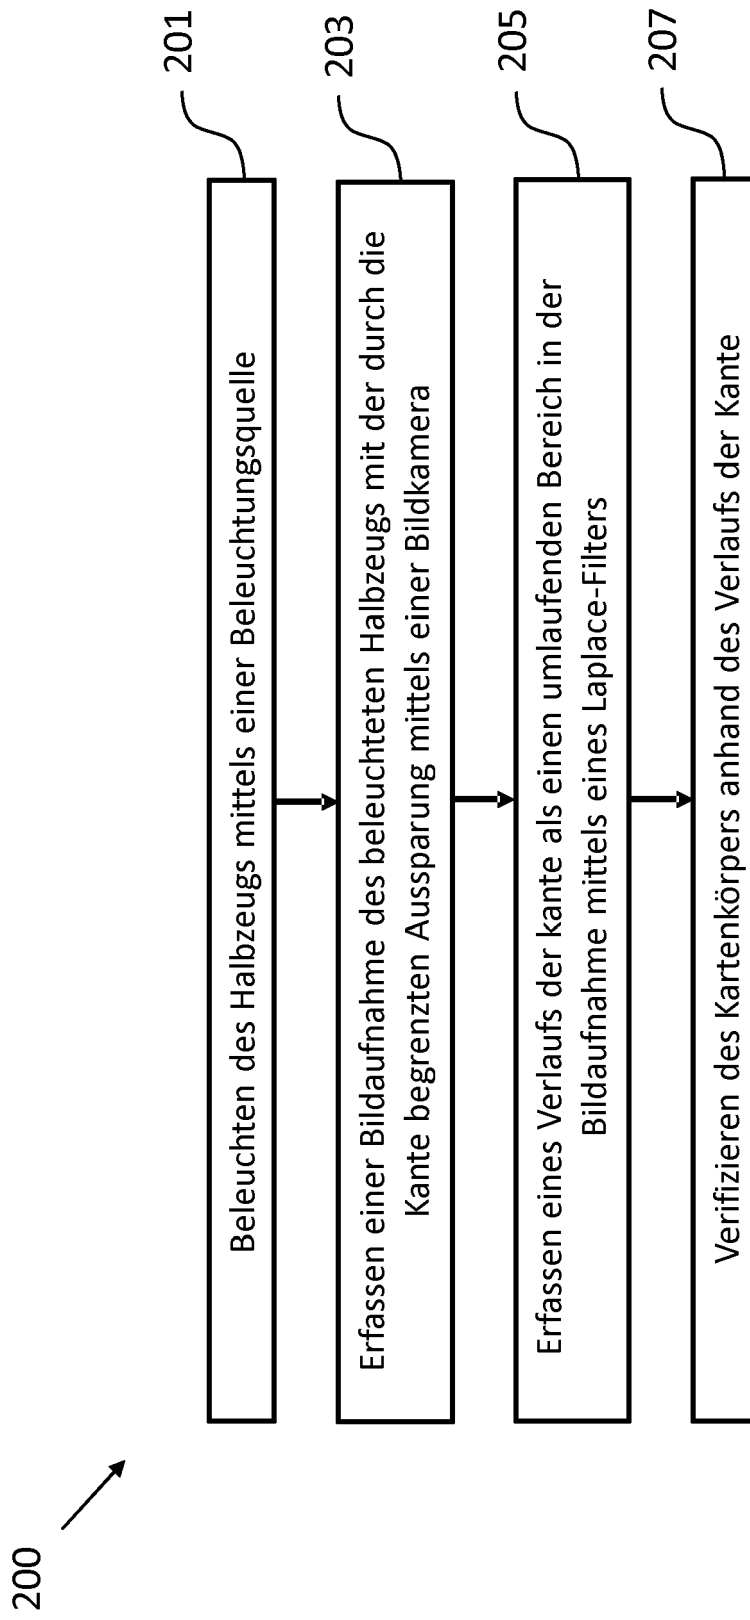 200
201
Beleuchten des Halbzeugs mittels einer Beleuchtungsquelle
203
Erfassen einer Bildaufnahme des beleuchteten Halbzeugs mit der durch die
Kante begrenzten Aussparung mittels einer Bildkamera
205
Erfassen eines Verlaufs der kante als einen umlaufenden Bereich in der
Bildaufnahme mittels eines Laplace-Filters
207
Verifizieren des Kartenkörpers anhand des Verlaufs der Kante